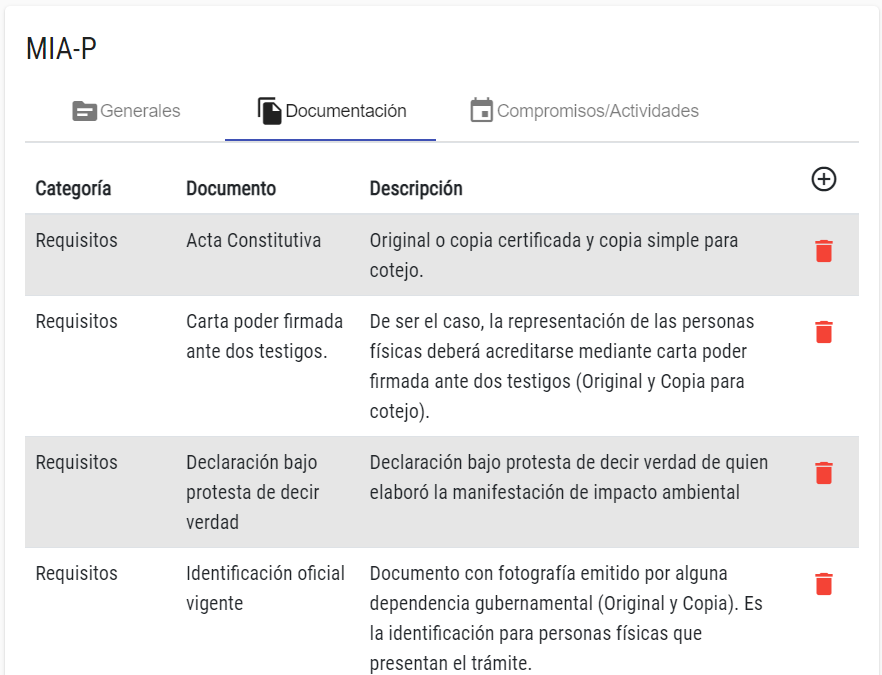 MIA-P
Generales Documentación Compromisos/Actividades
Categoría Documento Descripción
Requisitos Acta Constitutiva Original o copia certificada y copia simple para
cotejo.
Requisitos Carta poder firmada De ser el caso, la representación de las personas
ante dos testigos. físicas deberá acreditarse mediante carta poder
firmada ante dos testigos (Original y Copia para
cotejo).
Requisitos Declaración bajo Declaración bajo protesta de decir verdad de quien
protesta de decir elaboró la manifestación de impacto ambiental
verdad
Requisitos Identificación oficial Documento con fotografía emitido por alguna
vigente dependencia gubernamental (Original y Copia). Es
la identificación para personas físicas que
presentan el trámite.